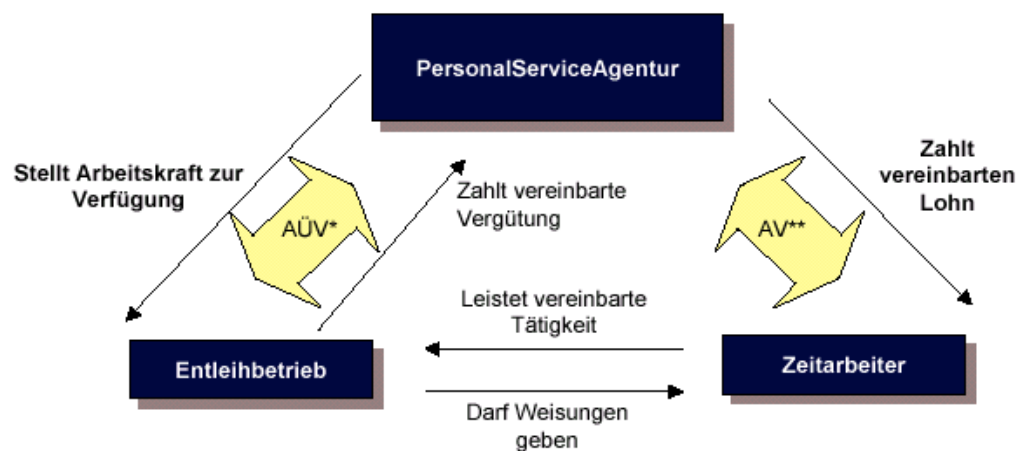 PersonalServiceAgentur
Stellt Arbeitskraft zur
Verfügung
AÜV*
Zahlt vereinbarte
Vergütung
AV**
Zahlt
vereinbarten
Lohn
Leistet vereinbarte
Tätigkeit
Entleihbetrieb
Zeitarbeiter
Darf Weisungen
geben